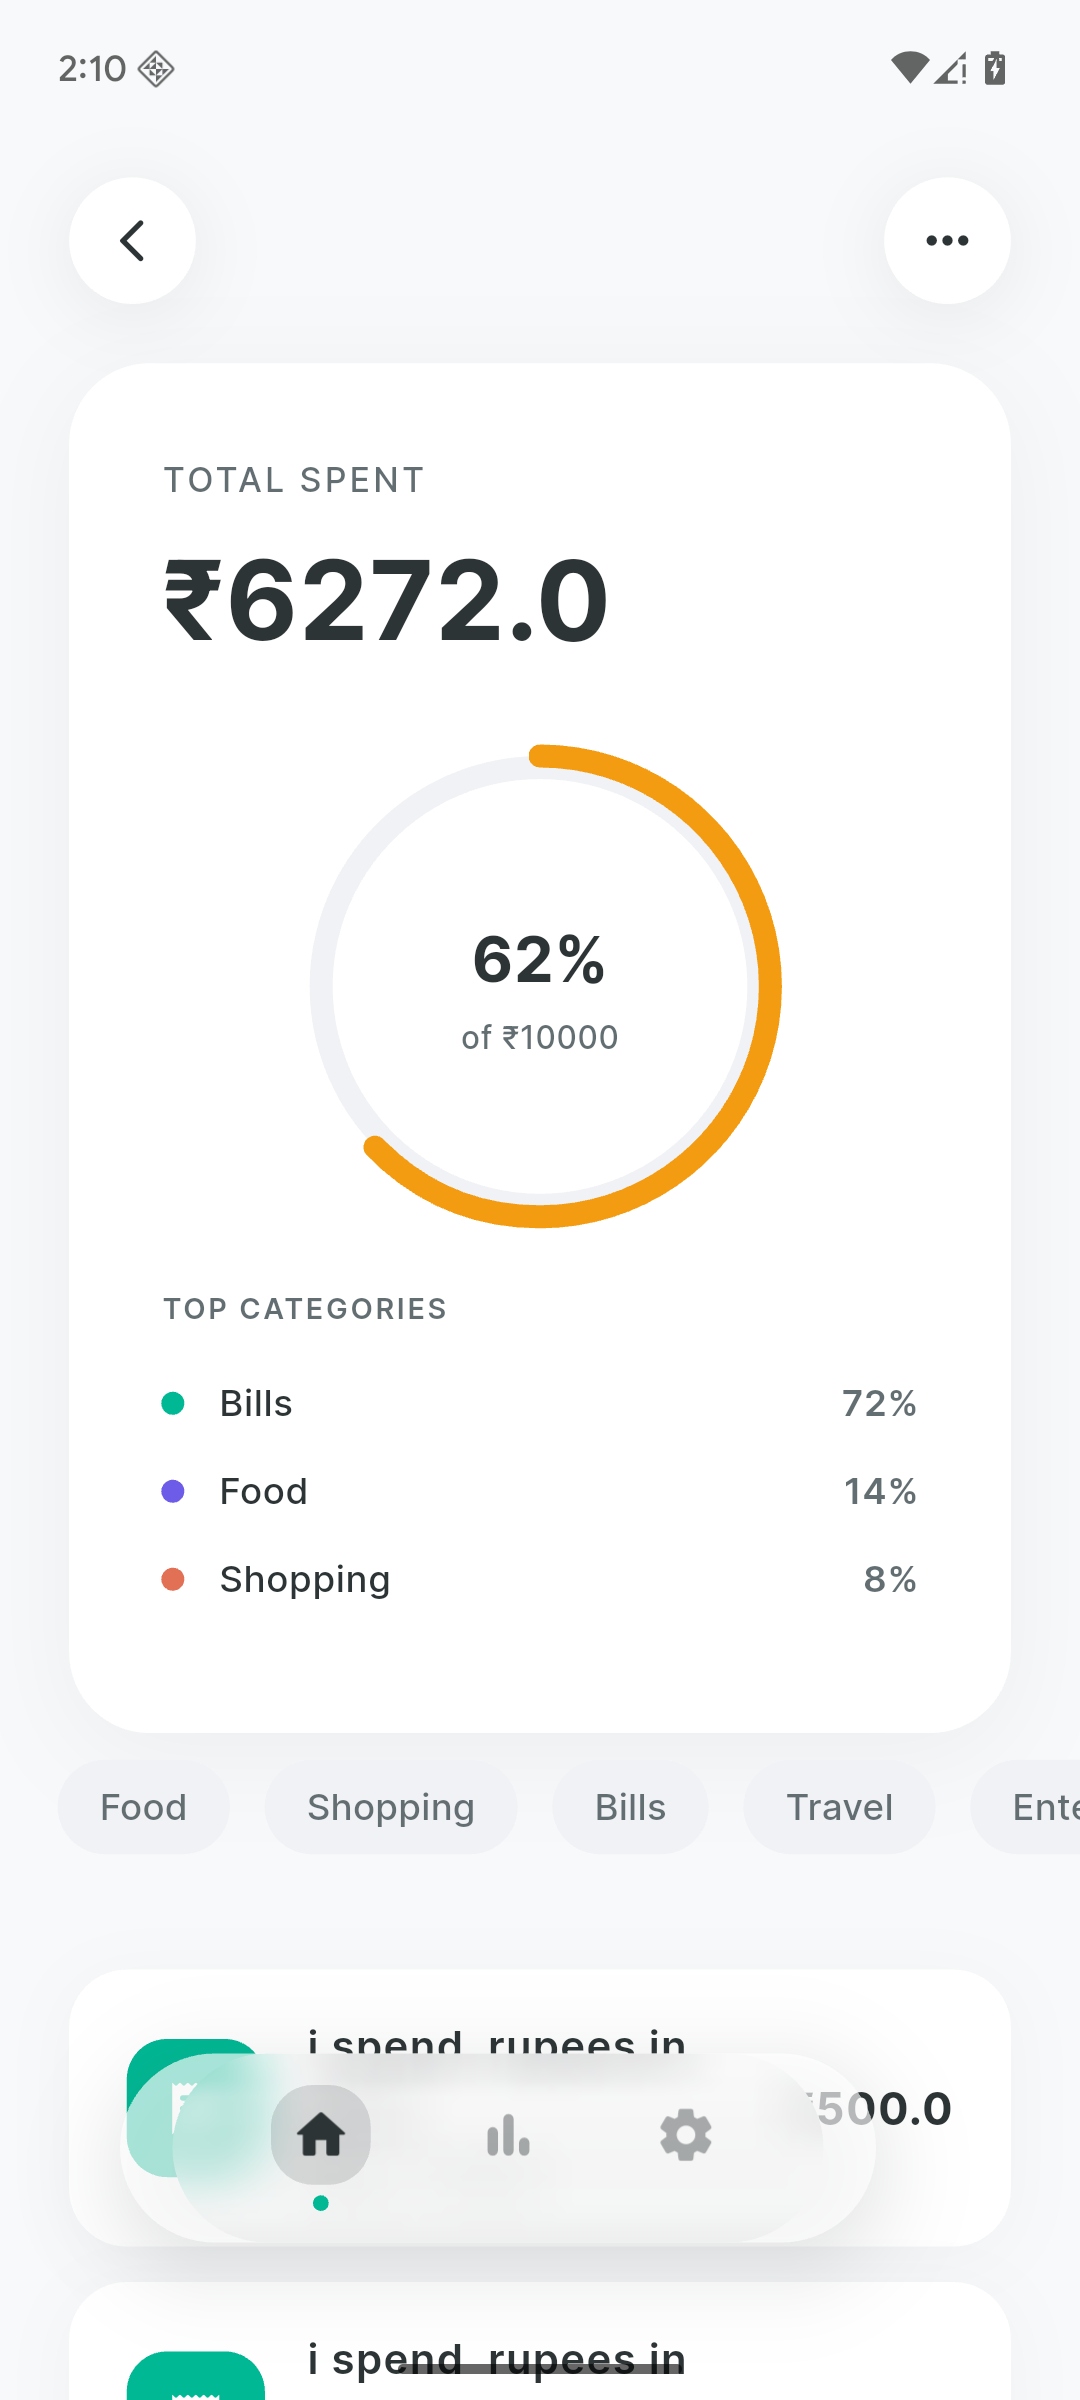 2:10
TOTAL SPENT
₹6272.0
62%
of ₹10000
TOP CATEGORIES
Bills 72%
Food 14%
Shopping 8%
Food Shopping Bills Travel Ente
i spend rupees in
500.0
i spend rupees in